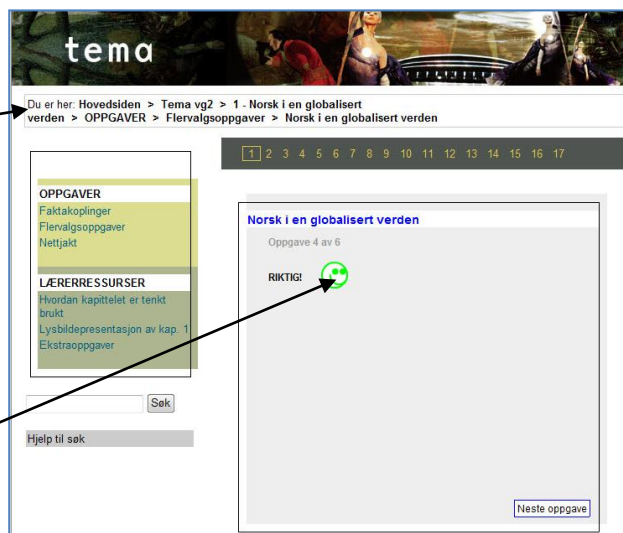 tema
Du er her: Hovedsiden > Tema vg2 > 1 - Norsk i en globalisert
verden > OPPGAVER > Flervalgsoppgaver > Norsk i en globalisert verden
1 2 3 4 5 6 7 8 9 10 11 12 13 14 15 16 17
OPPGAVER
Faktakoplinger
Flervalgsoppgaver
Nettjakt
LÆRERRESSURSER
Hvordan kapittelet er tenkt
brukt
Lysbildepresentasjon av kap. 1
Ekstraoppgaver
Søk
Hjelp til søk
Norsk i en globalisert verden
Oppgave 4 av 6
RIKTIG!
Neste oppgave